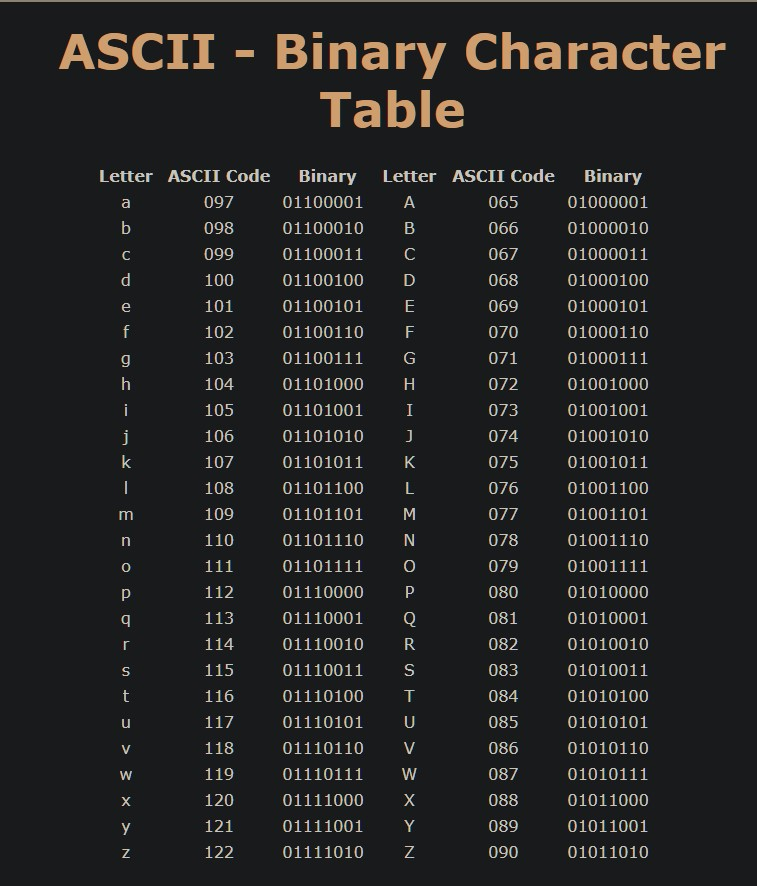 ASCII - Binary Character
Table
Letter ASCII Code Binary Letter ASCII Code Binary
a 097 01100001 A 065 01000001
b 098 01100010 B 066 01000010
c 099 01100011 C 067 01000011
d 100 01100100 D 068 01000100
e 101 01100101 E 069 01000101
f 102 01100110 F 070 01000110
g 103 01100111 G 071 01000111
h 104 01101000 H 072 01001000
i 105 01101001 I 073 01001001
j 106 01101010 J 074 01001010
k 107 01101011 K 075 01001011
l 108 01101100 L 076 01001100
m 109 01101101 M 077 01001101
n 110 01101110 N 078 01001110
o 111 01101111 O 079 01001111
p 112 01110000 P 080 01010000
q 113 01110001 Q 081 01010001
r 114 01110010 R 082 01010010
s 115 01110011 S 083 01010011
t 116 01110100 T 084 01010100
u 117 01110101 U 085 01010101
v 118 01110110 V 086 01010110
w 119 01110111 W 087 01010111
x 120 01111000 X 088 01011000
y 121 01111001 Y 089 01011001
z 122 01111010 Z 090 01011010